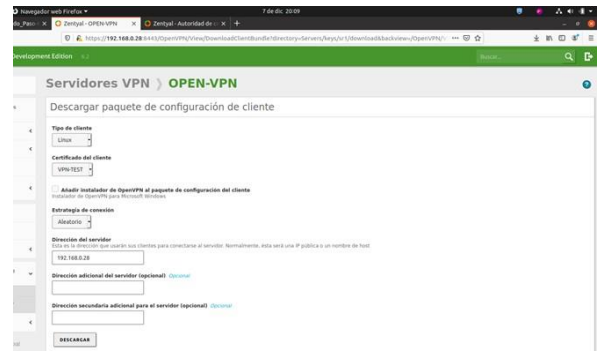 Navegador web Firefox ▾ 7 de dic 20:09
Zentyal - OPEN-VPN × Zentyal - Autoridad de c × +
https://192.168.0.28:8443/OpenVPN/View/DownloadClientBundle?directory=Servers/keys/sr1/download&backview=/OpenVPN/
Development Edition 6.2 Buscar...
Servidores VPN OPEN-VPN
Descargar paquete de configuración de cliente
Tipo de cliente
Linux
Certificado del cliente
VPN-TEST
Añadir instalador de OpenVPN al paquete de configuración del cliente
Instalador de OpenVPN para Microsoft Windows
Estrategia de conexión
Aleatorio
Dirección del servidor
Esta es la dirección que usarán sus clientes para conectarse al servidor. Normalmente, ésta será una IP pública o un nombre de host
192.168.0.28
Dirección adicional del servidor (opcional) Opcional
Dirección secundaria adicional para el servidor (opcional) Opcional
DESCARGAR